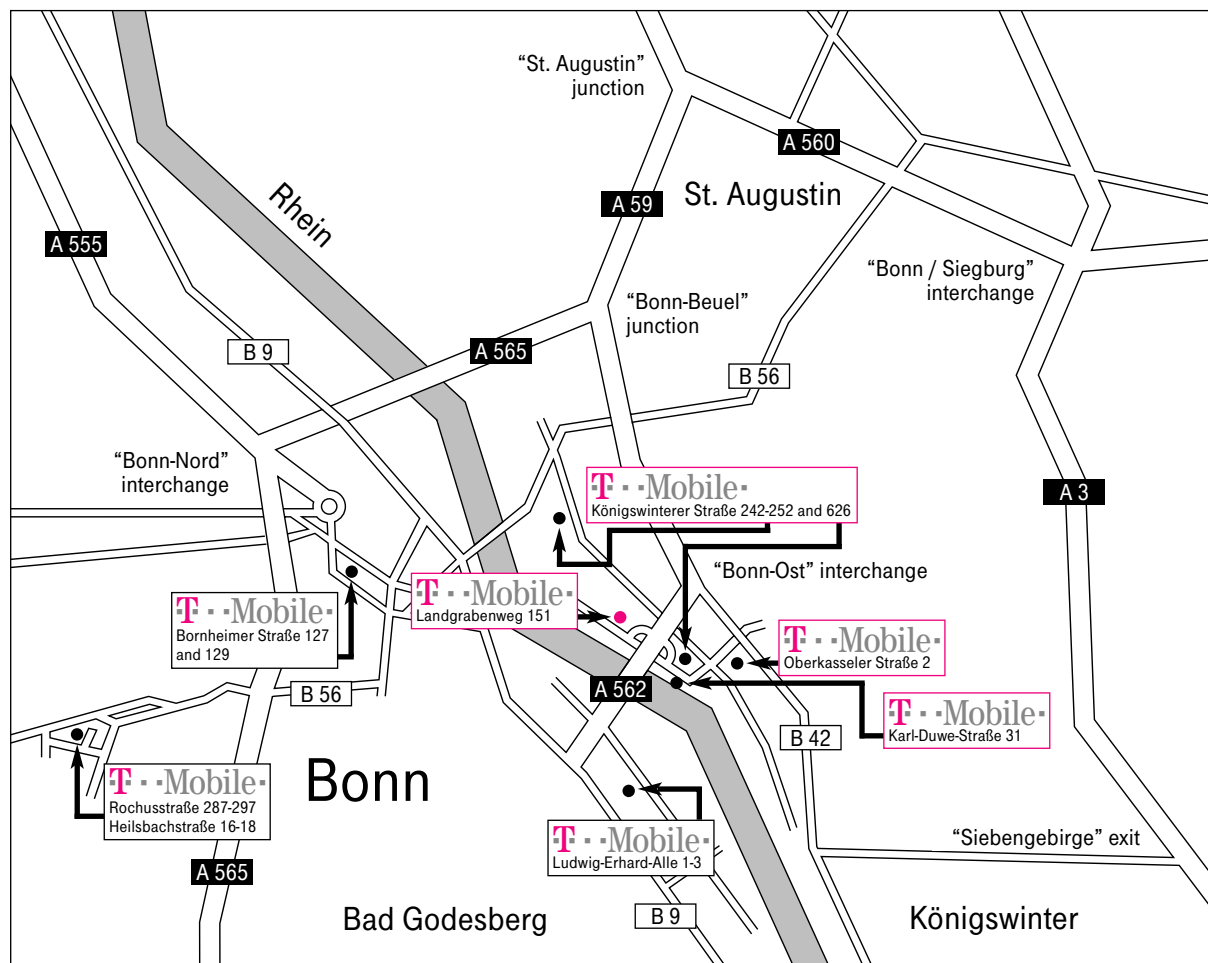 “St. Augustin”
junction
A 560
Rhein
St. Augustin
A 59
A 555
“Bonn / Siegburg”
interchange
“Bonn-Beuel”
junction
B 9
A 565
B 56
“Bonn-Nord”
interchange
T · · Mobile ·
Königswinterer Straße 242-252 and 626
A 3
“Bonn-Ost” interchange
T · · Mobile ·
Landgrabenweg 151
T · · Mobile ·
Bornheimer Straße 127
and 129
T · · Mobile ·
Oberkasseler Straße 2
A 562
B 56
T · · Mobile ·
Karl-Duwe-Straße 31
B 42
Bonn
T · · Mobile ·
Rochusstraße 287-297
Heilsbachstraße 16-18
T · · Mobile ·
Ludwig-Erhard-Alle 1-3
“Siebengebirge” exit
A 565
Bad Godesberg
B 9
Königswinter